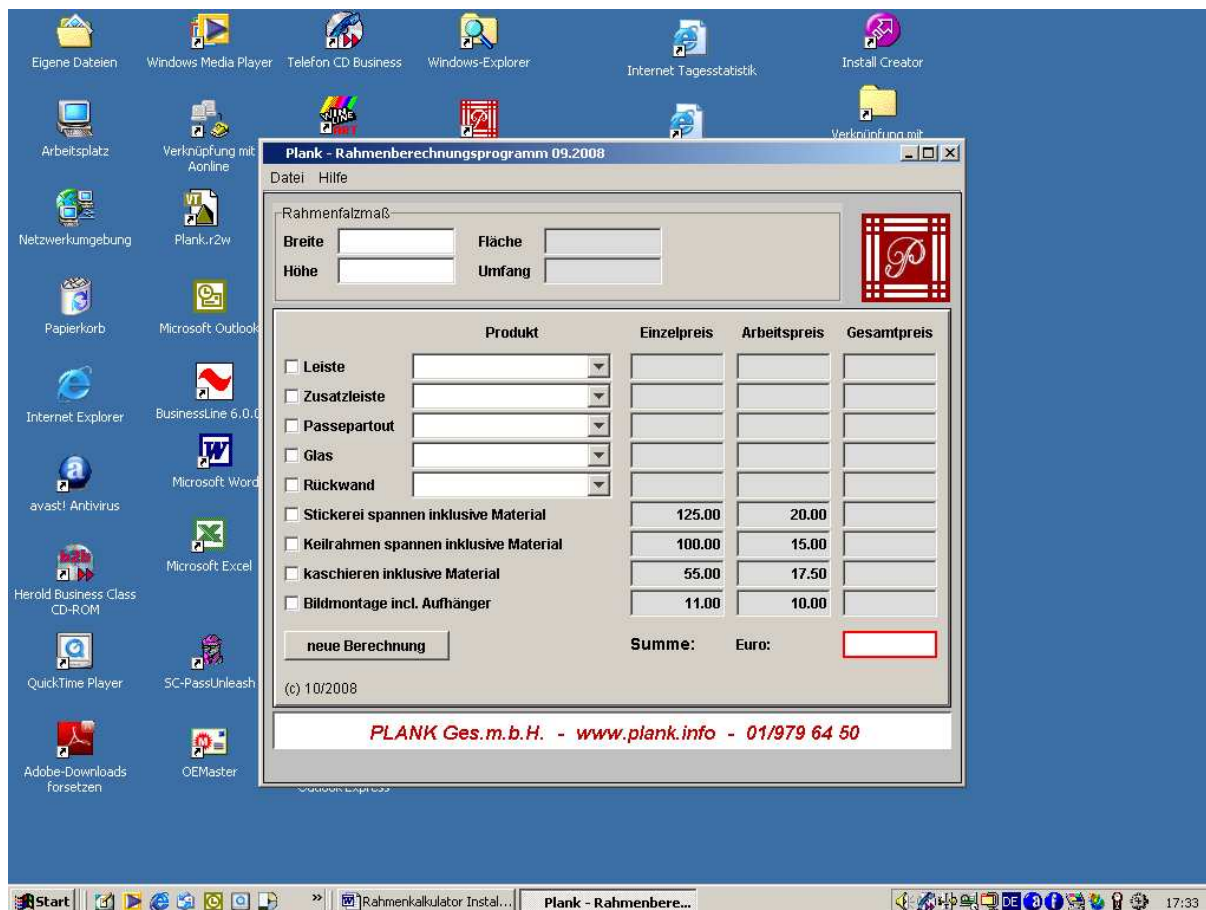 Eigene Dateien
Windows Media Player
Telefon CD Business
Windows-Explorer
Internet Tagesstatistik
Install Creator
Arbeitsplatz
Verknüpfung mit
Aonline
Verknüpfung mit
Netzwerkumgebung
Plank.r2w
Papierkorb
Microsoft Outlook
Internet Explorer
BusinessLine 6.0.0
Microsoft Word
avast! Antivirus
Microsoft Excel
Herold Business Class
CD-ROM
QuickTime Player
SC-PassUnleash
Adobe-Downloads
forsetzen
OEMaster
Outlook Express
Plank - Rahmenberechnungsprogramm 09.2008
Datei Hilfe
Rahmenfalzmaß
Breite Fläche
Höhe Umfang
P
Produkt Einzelpreis Arbeitspreis Gesamtpreis
Leiste
Zusatzleiste
Passepartout
Glas
Rückwand
Stickerei spannen inklusive Material 125.00 20.00
Keilrahmen spannen inklusive Material 100.00 15.00
kaschieren inklusive Material 55.00 17.50
Bildmontage incl. Aufhänger 11.00 10.00
neue Berechnung Summe: Euro:
(c) 10/2008
PLANK Ges.m.b.H. - www.plank.info - 01/979 64 50
Start » Rahmenkalkulator Instal... Plank - Rahmenbere... DE 17:33